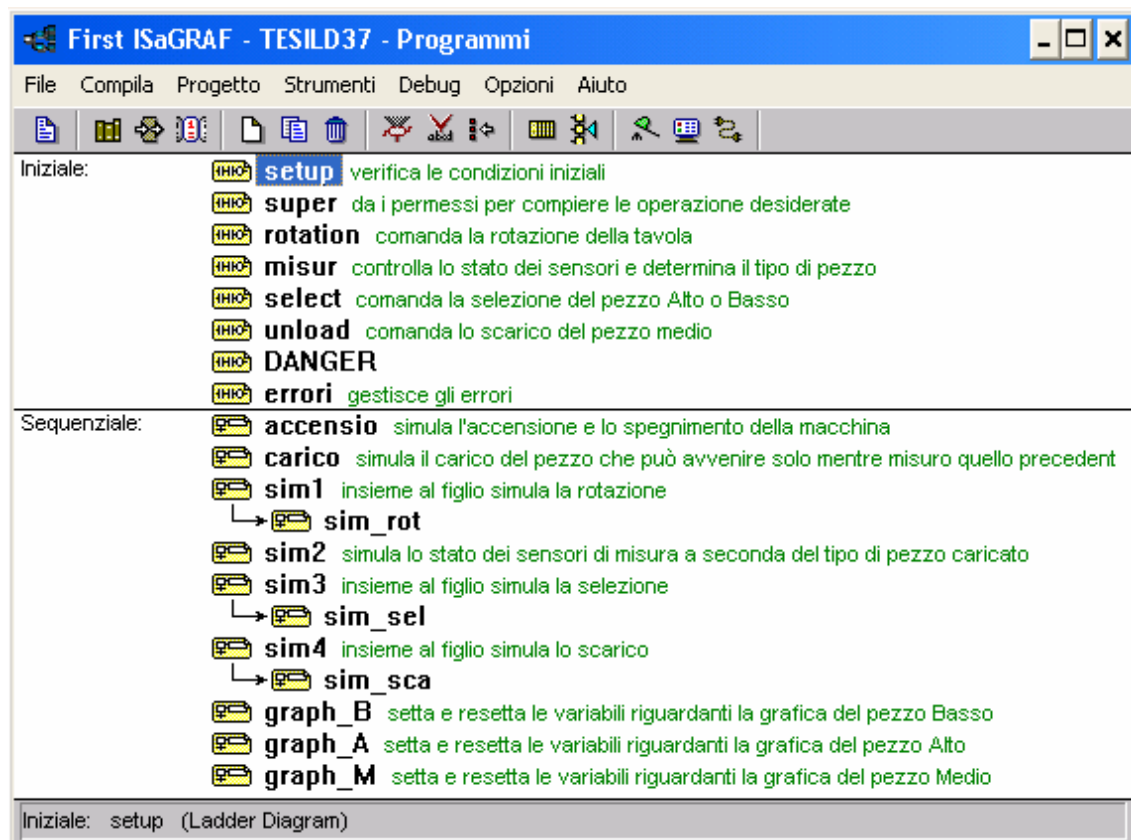 First ISaGRAF - TESILD37 - Programmi
File Compila Progetto Strumenti Debug Opzioni Aiuto
Iniziale: setup verifica le condizioni iniziali
super da i permessi per compiere le operazione desiderate
rotation comanda la rotazione della tavola
misur controlla lo stato dei sensori e determina il tipo di pezzo
select comanda la selezione del pezzo Alto o Basso
unload comanda lo scarico del pezzo medio
DANGER
errori gestisce gli errori
Sequenziale: accensio simula l'accensione e lo spegnimento della macchina
carico simula il carico del pezzo che può avvenire solo mentre misuro quello precedent
sim1 insieme al figlio simula la rotazione
sim_rot
sim2 simula lo stato dei sensori di misura a seconda del tipo di pezzo caricato
sim3 insieme al figlio simula la selezione
sim_sel
sim4 insieme al figlio simula lo scarico
sim_sca
graph_B setta e resetta le variabili riguardanti la grafica del pezzo Basso
graph_A setta e resetta le variabili riguardanti la grafica del pezzo Alto
graph_M setta e resetta le variabili riguardanti la grafica del pezzo Medio
Iniziale: setup (Ladder Diagram)